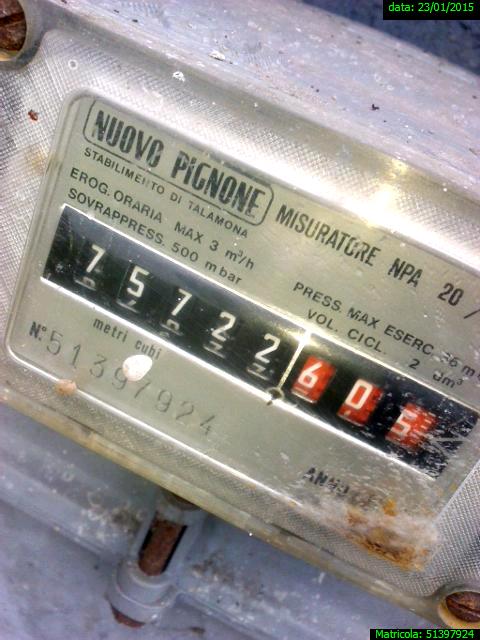 data: 23/01/2015
NUOVO PIGNONE
STABILIMENTO DI TALAMONA
MISURATORE NPA 20/
EROG. ORARIA MAX 3 m³/h
SOVRAPPRESS. 500 mbar
PRESS. MAX ESERC.
VOL. CICL. 2 dm³
75722605
metri cubi
N° 51397924
Matricola: 51397924